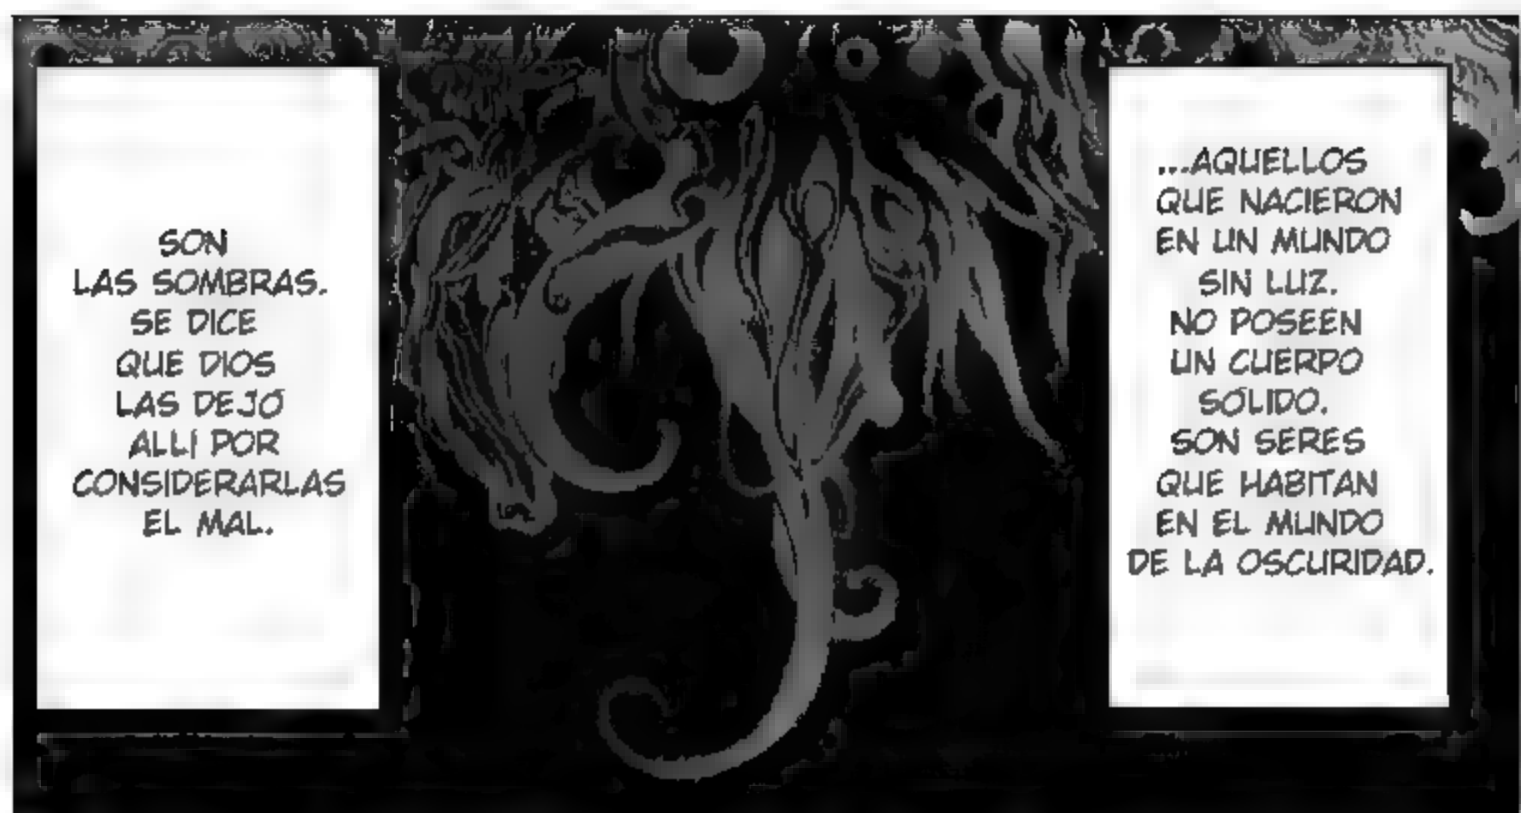 ...AQUELLOS
QUE NACIERON
EN UN MUNDO
SIN LUZ.
NO POSEEN
UN CUERPO
SÓLIDO.
SON SERES
QUE HABITAN
EN EL MUNDO
DE LA OSCURIDAD.
SON
LAS SOMBRAS.
SE DICE
QUE DIOS
LAS DEJÓ
ALLÍ POR
CONSIDERARLAS
EL MAL.